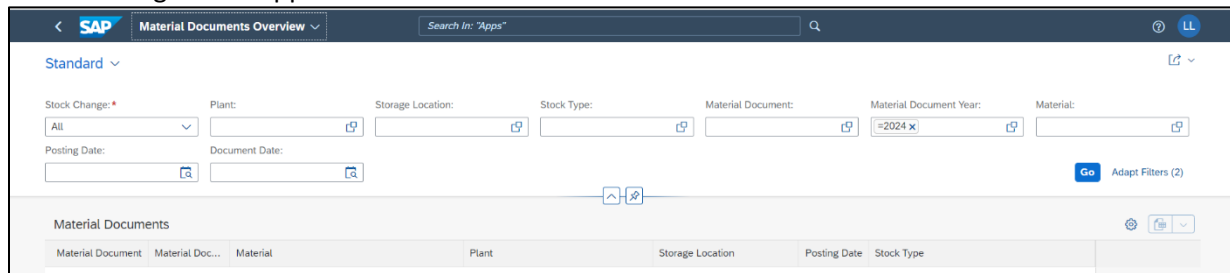 SAP Material Documents Overview Search In: "Apps" LL
Standard
Stock Change:* Plant: Storage Location: Stock Type: Material Document: Material Document Year: Material:
All =2024 x
Posting Date: Document Date:
Go Adapt Filters (2)
Material Documents
Material Document Material Doc... Material Plant Storage Location Posting Date Stock Type